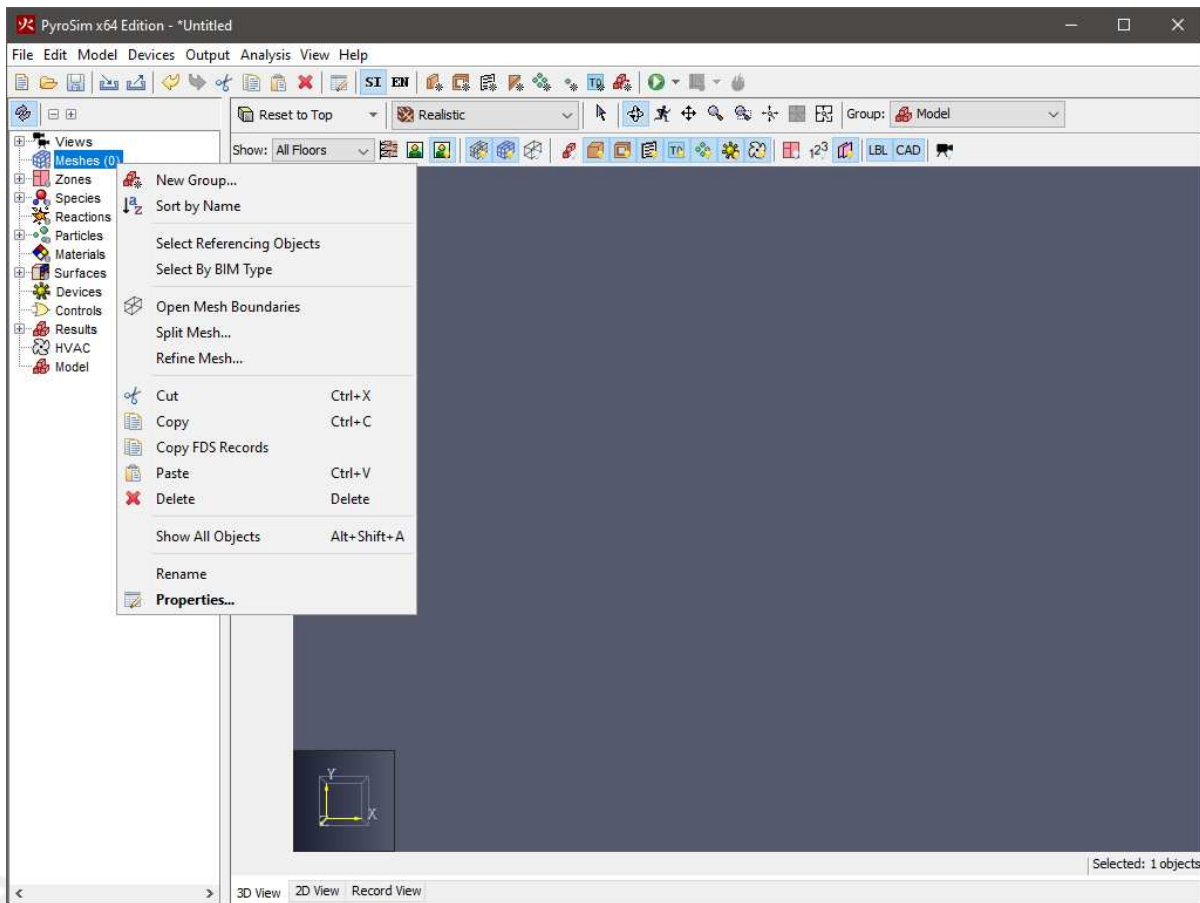 PyroSim x64 Edition - *Untitled
File Edit Model Devices Output Analysis View Help
SI EN
Reset to Top Realistic Group: Model
Show: All Floors LBL CAD
Views
Meshes (0)
Zones
Species
Reactions
Particles
Materials
Surfaces
Devices
Controls
Results
HVAC
Model
New Group...
Sort by Name
Select Referencing Objects
Select By BIM Type
Open Mesh Boundaries
Split Mesh...
Refine Mesh...
Cut Ctrl+X
Copy Ctrl+C
Copy FDS Records
Paste Ctrl+V
Delete Delete
Show All Objects Alt+Shift+A
Rename
Properties...
Y
X
Selected: 1 objects
3D View 2D View Record View